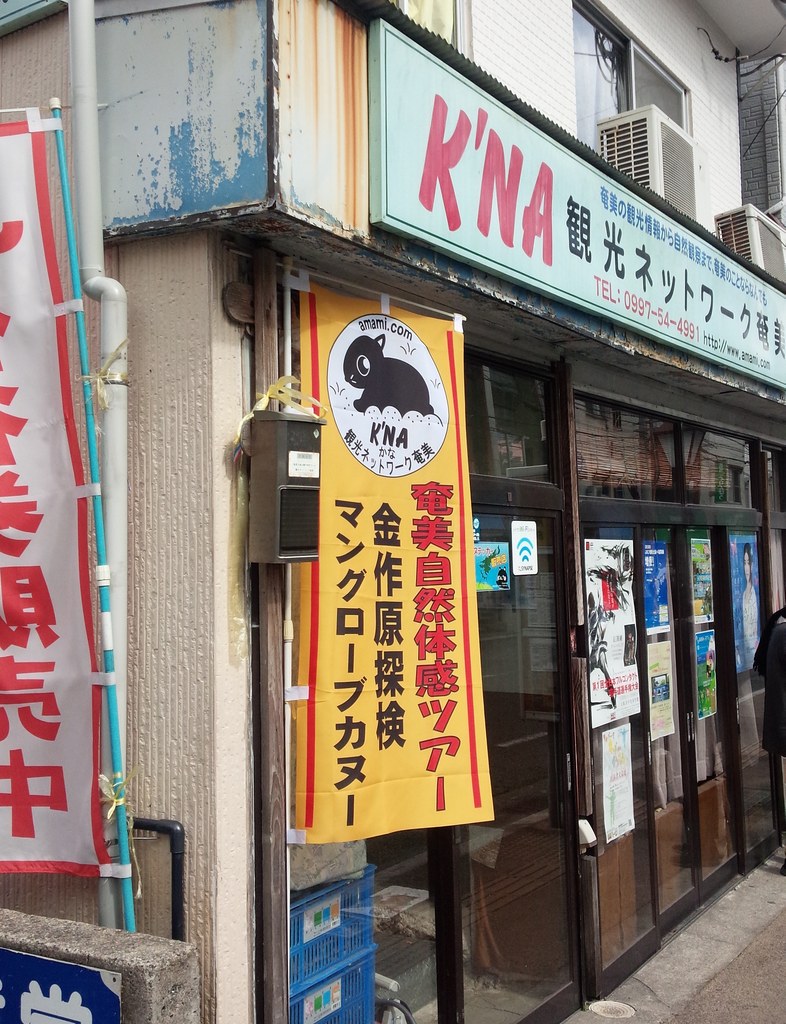 K'NA
奄美の観光情報から自然観察まで、奄美のことならなんでも
観光ネットワーク奄美
TEL: 0997-54-4991 http://www.amami.com
amami.com
K'NA
かな
観光ネットワーク奄美
奄美自然体感ツアー
金作原探検
マングローブカヌー
販売中